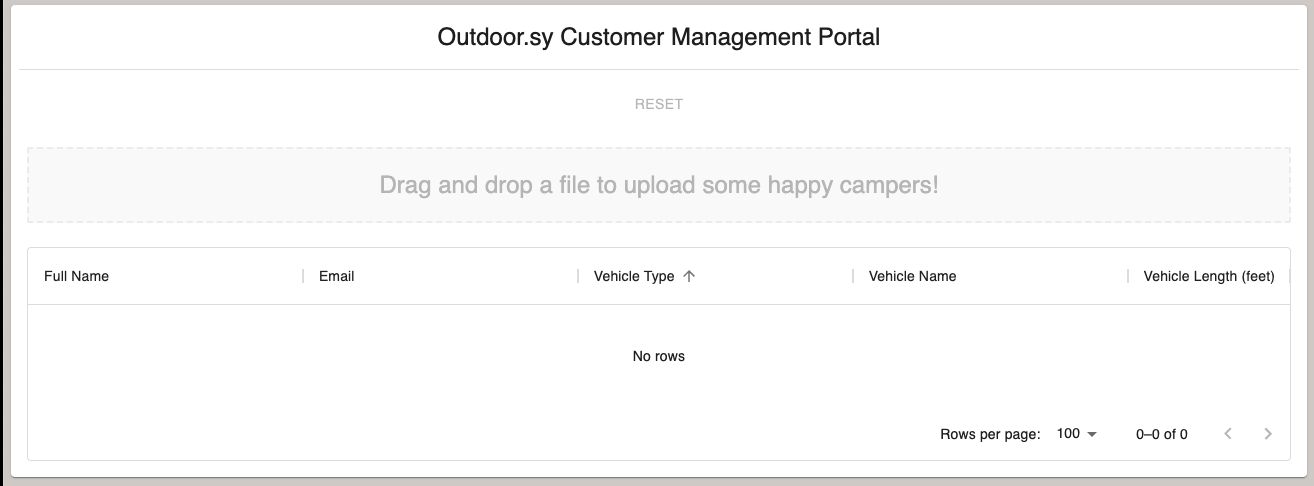 Outdoor.sy Customer Management Portal
RESET
Drag and drop a file to upload some happy campers!
Full Name Email Vehicle Type Vehicle Name Vehicle Length (feet)
No rows
Rows per page: 100 0–0 of 0